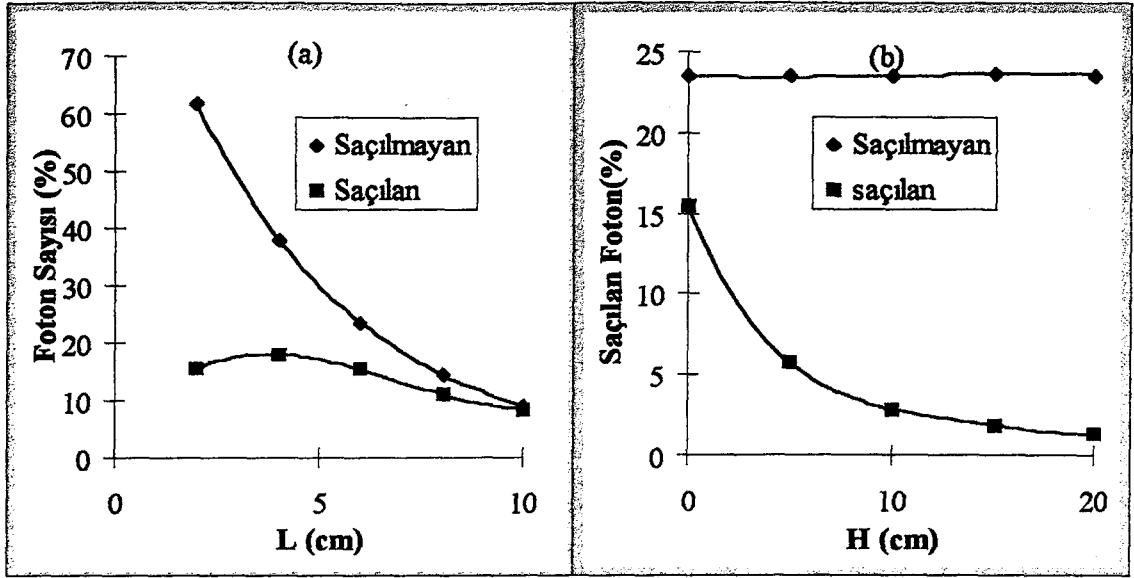 (a)
Foton Sayısı (%)
70
60
50
40
30
20
10
0
Saçılmayan
Saçılan
0 5 10
L (cm)
(b)
Saçılan Foton(%)
25
20
15
10
5
0
Saçılmayan
saçılan
0 10 20
H (cm)